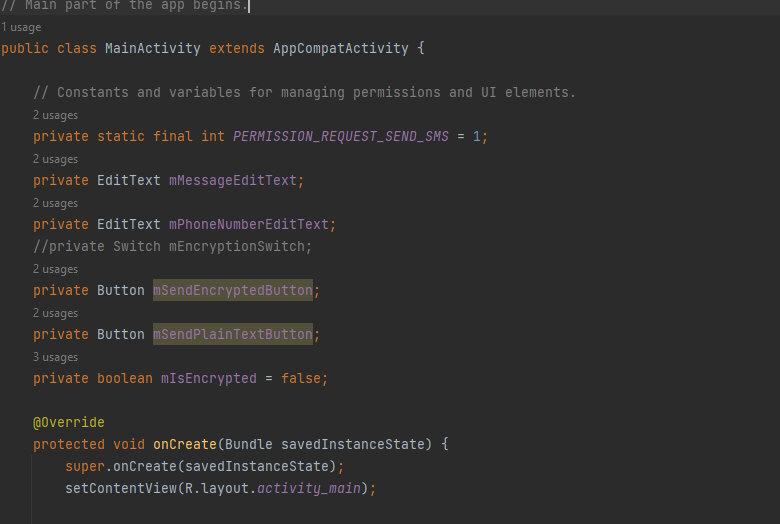 // Main part of the app begins.
1 usage
public class MainActivity extends AppCompatActivity {
// Constants and variables for managing permissions and UI elements.
2 usages
private static final int PERMISSION_REQUEST_SEND_SMS = 1;
2 usages
private EditText mMessageEditText;
2 usages
private EditText mPhoneNumberEditText;
//private Switch mEncryptionSwitch;
2 usages
private Button mSendEncryptedButton;
2 usages
private Button mSendPlainTextButton;
3 usages
private boolean mIsEncrypted = false;
@Override
protected void onCreate(Bundle savedInstanceState) {
super.onCreate(savedInstanceState);
setContentView(R.layout.activity_main);